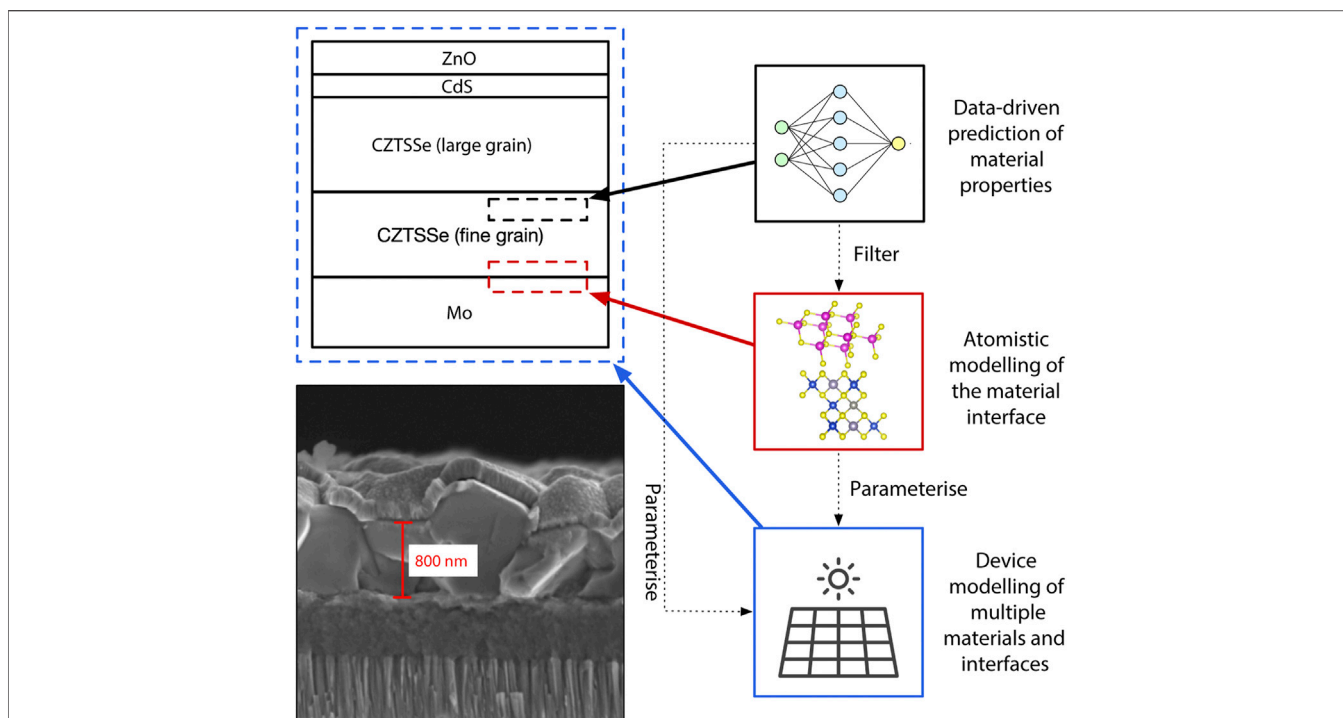 ZnO
CdS
CZTSSe (large grain)
CZTSSe (fine grain)
Mo
800 nm
Data-driven
prediction of
material
properties
Filter
Atomistic
modelling of
the material
interface
Parameterise
Parameterise
Device
modelling of
multiple
materials and
interfaces